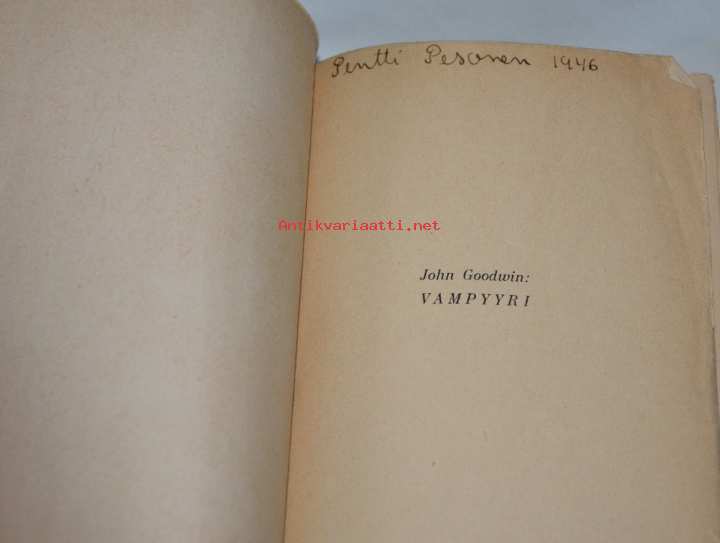 Pentti Pesonen 1946
Antikvariaatti.net
John Goodwin:
VAMPYYRI